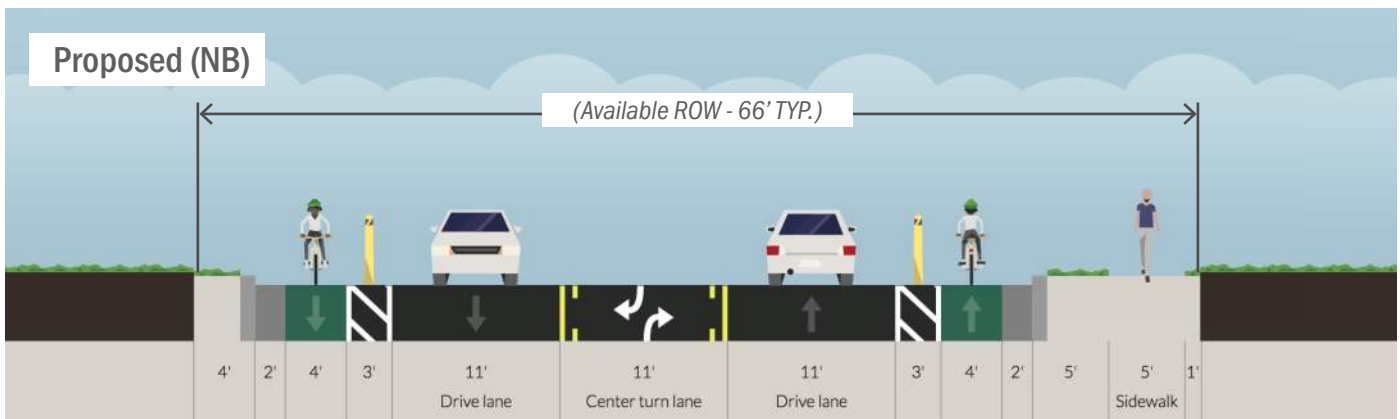 Proposed (NB)
(Available ROW - 66' TYP.)
4' 2' 4' 3' 11' 11' 11' 3' 4' 2' 5' 5' 1'
Drive lane Center turn lane Drive lane Sidewalk